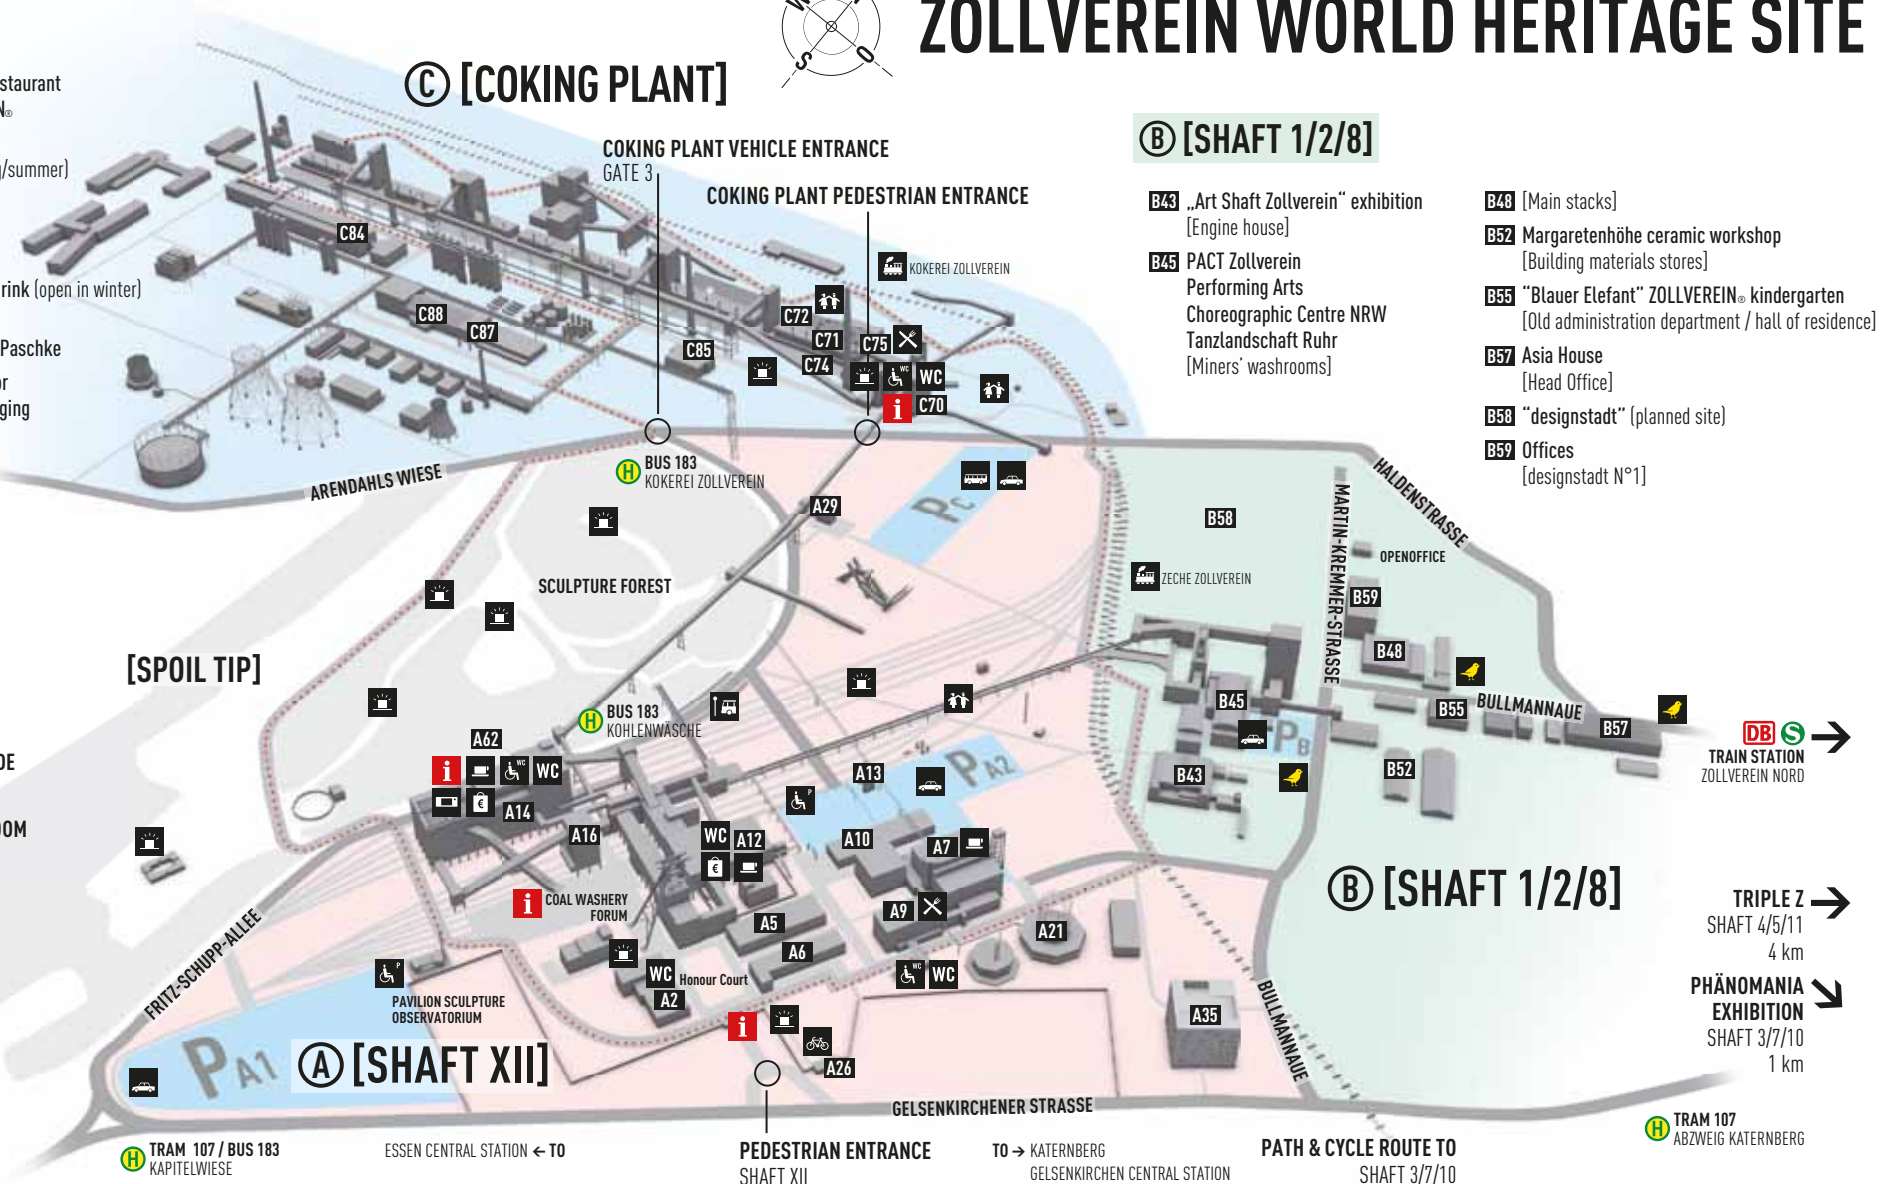 ZOLLVEREIN WORLD HERITAGE SITE
W
S
O
staurant
N®
g/summer)
rink (open in winter)
Paschke
or
ging
DE
OOM
Ⓒ [COKING PLANT]
COKING PLANT VEHICLE ENTRANCE
GATE 3
COKING PLANT PEDESTRIAN ENTRANCE
KOKEREI ZOLLVEREIN
C84
C88
C87
C85
C72
C71
C75
C74
WC
WC
C70
Ⓑ [SHAFT 1/2/8]
B43 „Art Shaft Zollverein“ exhibition
[Engine house]
B45 PACT Zollverein
Performing Arts
Choreographic Centre NRW
Tanzlandschaft Ruhr
[Miners’ washrooms]
B48 [Main stacks]
B52 Margaretenhöhe ceramic workshop
[Building materials stores]
B55 “Blauer Elefant” ZOLLVEREIN® kindergarten
[Old administration department / hall of residence]
B57 Asia House
[Head Office]
B58 “designstadt” (planned site)
B59 Offices
[designstadt N°1]
ARENDAHLS WIESE
H BUS 183
KOKEREI ZOLLVEREIN
A29
PC
B58
MARTIN-KREMMER-STRASSE
HALDENSTRASSE
OPENOFFICE
SCULPTURE FOREST
ZECHE ZOLLVEREIN
B59
B48
[SPOIL TIP]
H BUS 183
KOHLENWÄSCHE
B45
B55
BULLMANNAUE
B57
DB S
TRAIN STATION
ZOLLVEREIN NORD
A62
i WC WC
A14
A16
WC A12
A13
PA2
PB
B43
B52
P
€
€
A10
A7
i COAL WASHERY
FORUM
A5
A9
A6
A21
Ⓑ [SHAFT 1/2/8]
TRIPLE Z
SHAFT 4/5/11
4 km
PHÄNOMANIA
EXHIBITION
SHAFT 3/7/10
1 km
FRITZ-SCHUPP-ALLEE
P
PAVILION SCULPTURE
OBSERVATORIUM
WC Honour Court
A2
WC WC
i
A35
BULLMANNAUE
PA1
Ⓐ [SHAFT XII]
A26
GELSENKIRCHENER STRASSE
H TRAM 107 / BUS 183
KAPITELWIESE
ESSEN CENTRAL STATION ← TO
PEDESTRIAN ENTRANCE
SHAFT XII
TO → KATERNBERG
GELSENKIRCHEN CENTRAL STATION
PATH & CYCLE ROUTE TO
SHAFT 3/7/10
H TRAM 107
ABZWEIG KATERNBERG